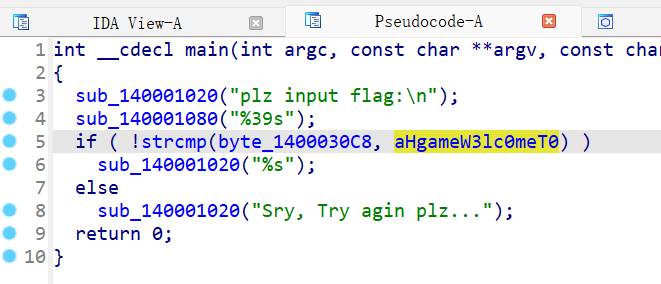 IDA View-A
Pseudocode-A
1 int __cdecl main(int argc, const char **argv, const cha
2 {
3 sub_140001020("plz input flag:\n");
4 sub_140001080("%39s");
5 if ( !strcmp(byte_1400030C8, aHgameW3lc0meT0) )
6 sub_140001020("%s");
7 else
8 sub_140001020("Sry, Try agin plz...");
9 return 0;
10 }